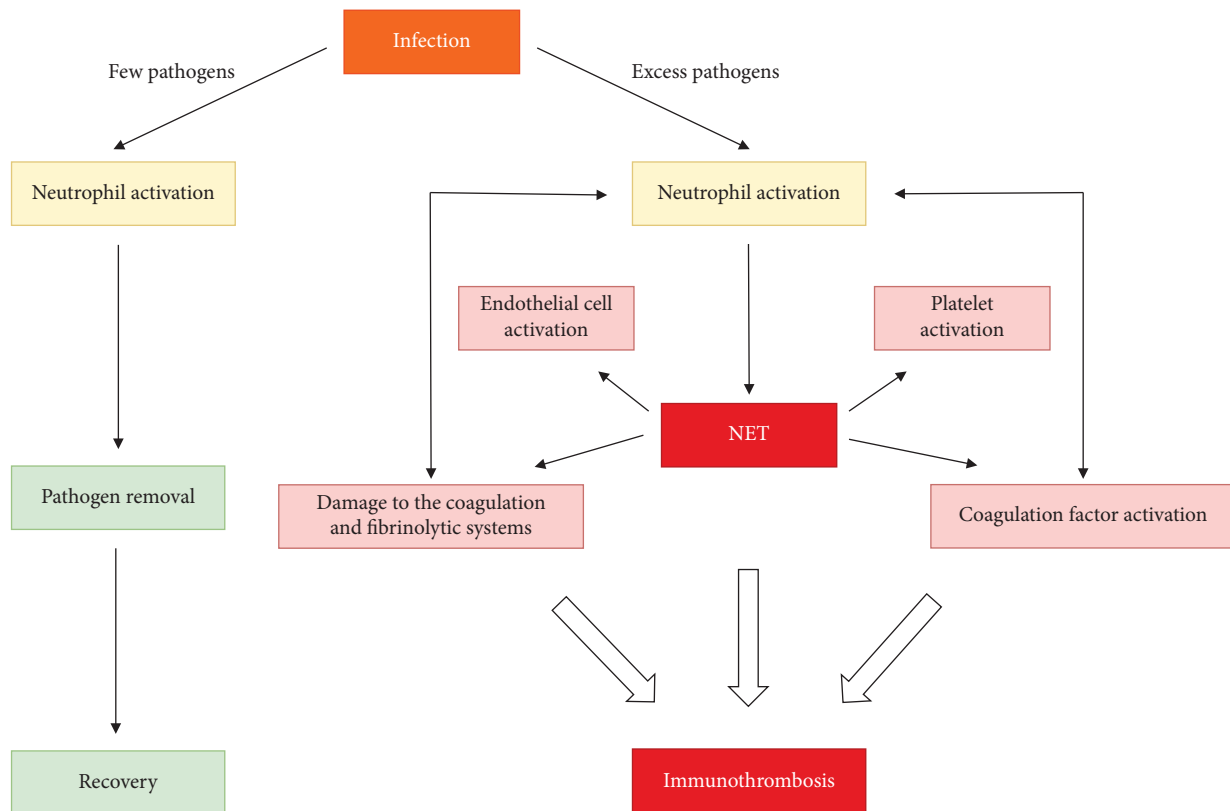 Infection
Few pathogens
Excess pathogens
Neutrophil activation
Neutrophil activation
Endothelial cell
activation
Platelet
activation
NET
Pathogen removal
Damage to the coagulation
and fibrinolytic systems
Coagulation factor activation
Recovery
Immunothrombosis